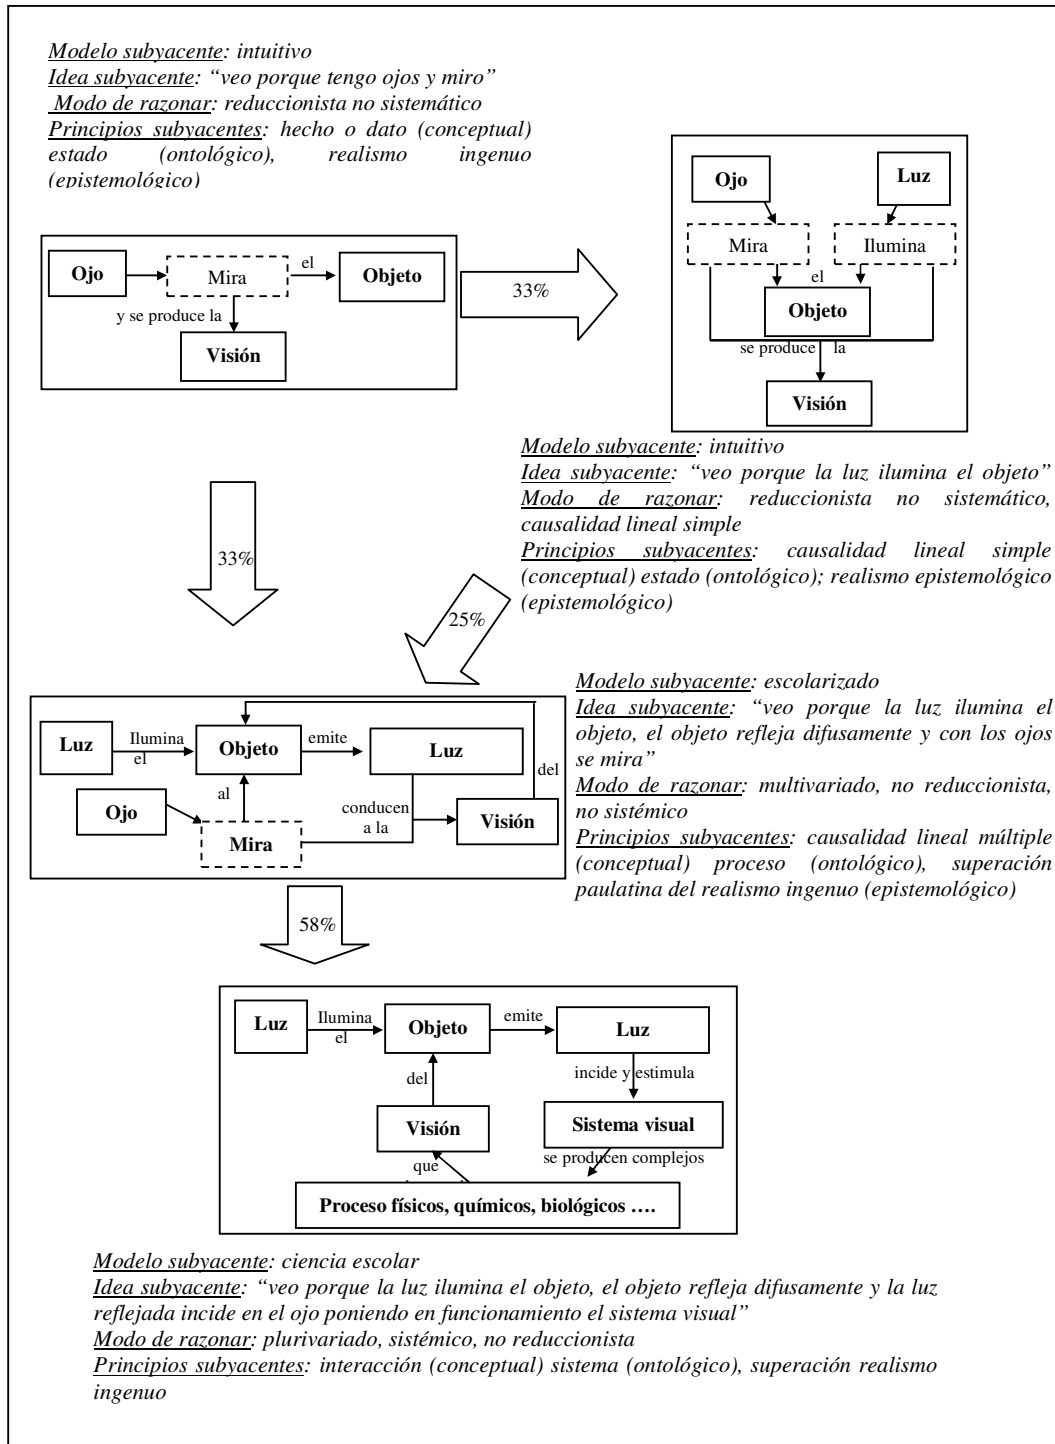 Modelo subyacente: intuitivo
Idea subyacente: “veo porque tengo ojos y miro”
Modo de razonar: reduccionista no sistemático
Principios subyacentes: hecho o dato (conceptual)
estado (ontológico), realismo ingenuo
(epistemológico)
Ojo
Mira
el
Objeto
y se produce la
Visión
33%
Ojo
Luz
Mira
Ilumina
el
Objeto
se produce la
Visión
Modelo subyacente: intuitivo
Idea subyacente: “veo porque la luz ilumina el objeto”
Modo de razonar: reduccionista no sistemático,
causalidad lineal simple
Principios subyacentes: causalidad lineal simple
(conceptual) estado (ontológico); realismo epistemológico
(epistemológico)
33%
25%
Luz
Ilumina
el
Objeto
emite
Luz
del
Ojo
al
Mira
conducen
a la
Visión
Modelo subyacente: escolarizado
Idea subyacente: “veo porque la luz ilumina el
objeto, el objeto refleja difusamente y con los ojos
se mira”
Modo de razonar: multivariado, no reduccionista,
no sistémico
Principios subyacentes: causalidad lineal múltiple
(conceptual) proceso (ontológico), superación
paulatina del realismo ingenuo (epistemológico)
58%
Luz
Ilumina
el
Objeto
emite
Luz
incide y estimula
del
Visión
Sistema visual
que
se producen complejos
Proceso físicos, químicos, biológicos ….
Modelo subyacente: ciencia escolar
Idea subyacente: “veo porque la luz ilumina el objeto, el objeto refleja difusamente y la luz
reflejada incide en el ojo poniendo en funcionamiento el sistema visual”
Modo de razonar: plurivariado, sistémico, no reduccionista
Principios subyacentes: interacción (conceptual) sistema (ontológico), superación realismo
ingenuo